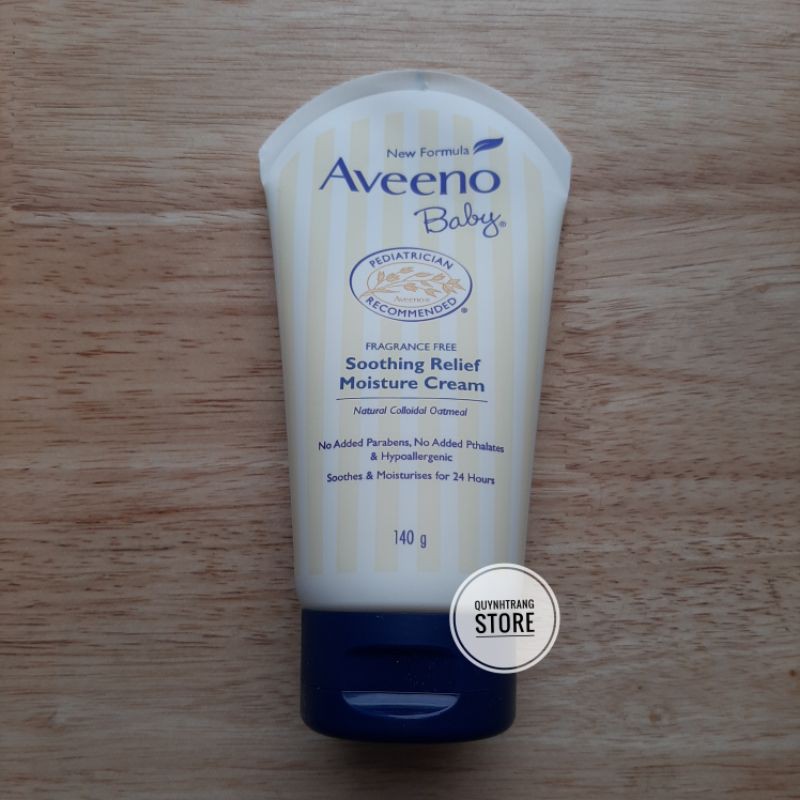 New Formula
Aveeno
Baby®
PEDIATRICIAN
Aveeno®
RECOMMENDED®
FRAGRANCE FREE
Soothing Relief
Moisture Cream
Natural Colloidal Oatmeal
No Added Parabens, No Added Pthalates
& Hypoallergenic
Soothes & Moisturises for 24 Hours
140 g
QUYNHTRANG
STORE